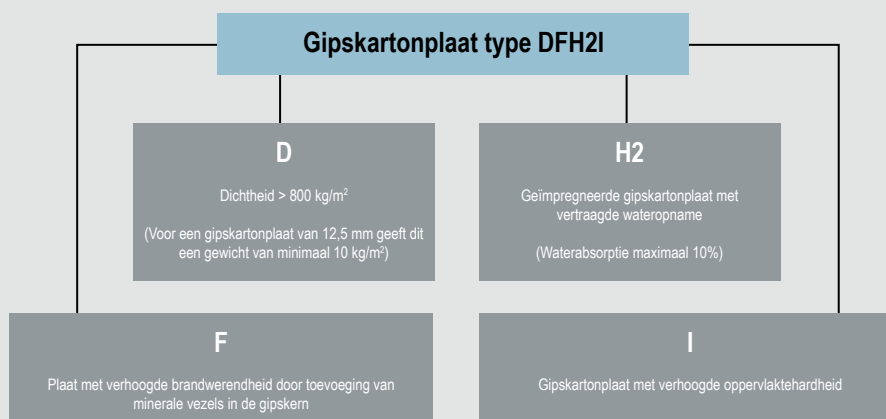 Gipskartonplaat type DFH2I
D
Dichtheid > 800 kg/m²
(Voor een gipskartonplaat van 12,5 mm geeft dit
een gewicht van minimaal 10 kg/m²)
H2
Geïmpregneerde gipskartonplaat met
vertraagde wateropname
(Waterabsorptie maximaal 10%)
F
Plaat met verhoogde brandwerendheid door toevoeging van
minerale vezels in de gipskern
I
Gipskartonplaat met verhoogde oppervlaktehardheid